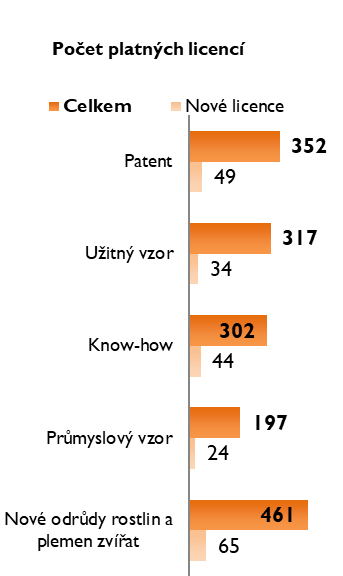 Počet platných licencí
Celkem
Nové licence
Patent
352
49
Užitný vzor
317
34
Know-how
302
44
Průmyslový vzor
197
24
Nové odrůdy rostlin a
plemen zvířat
461
65